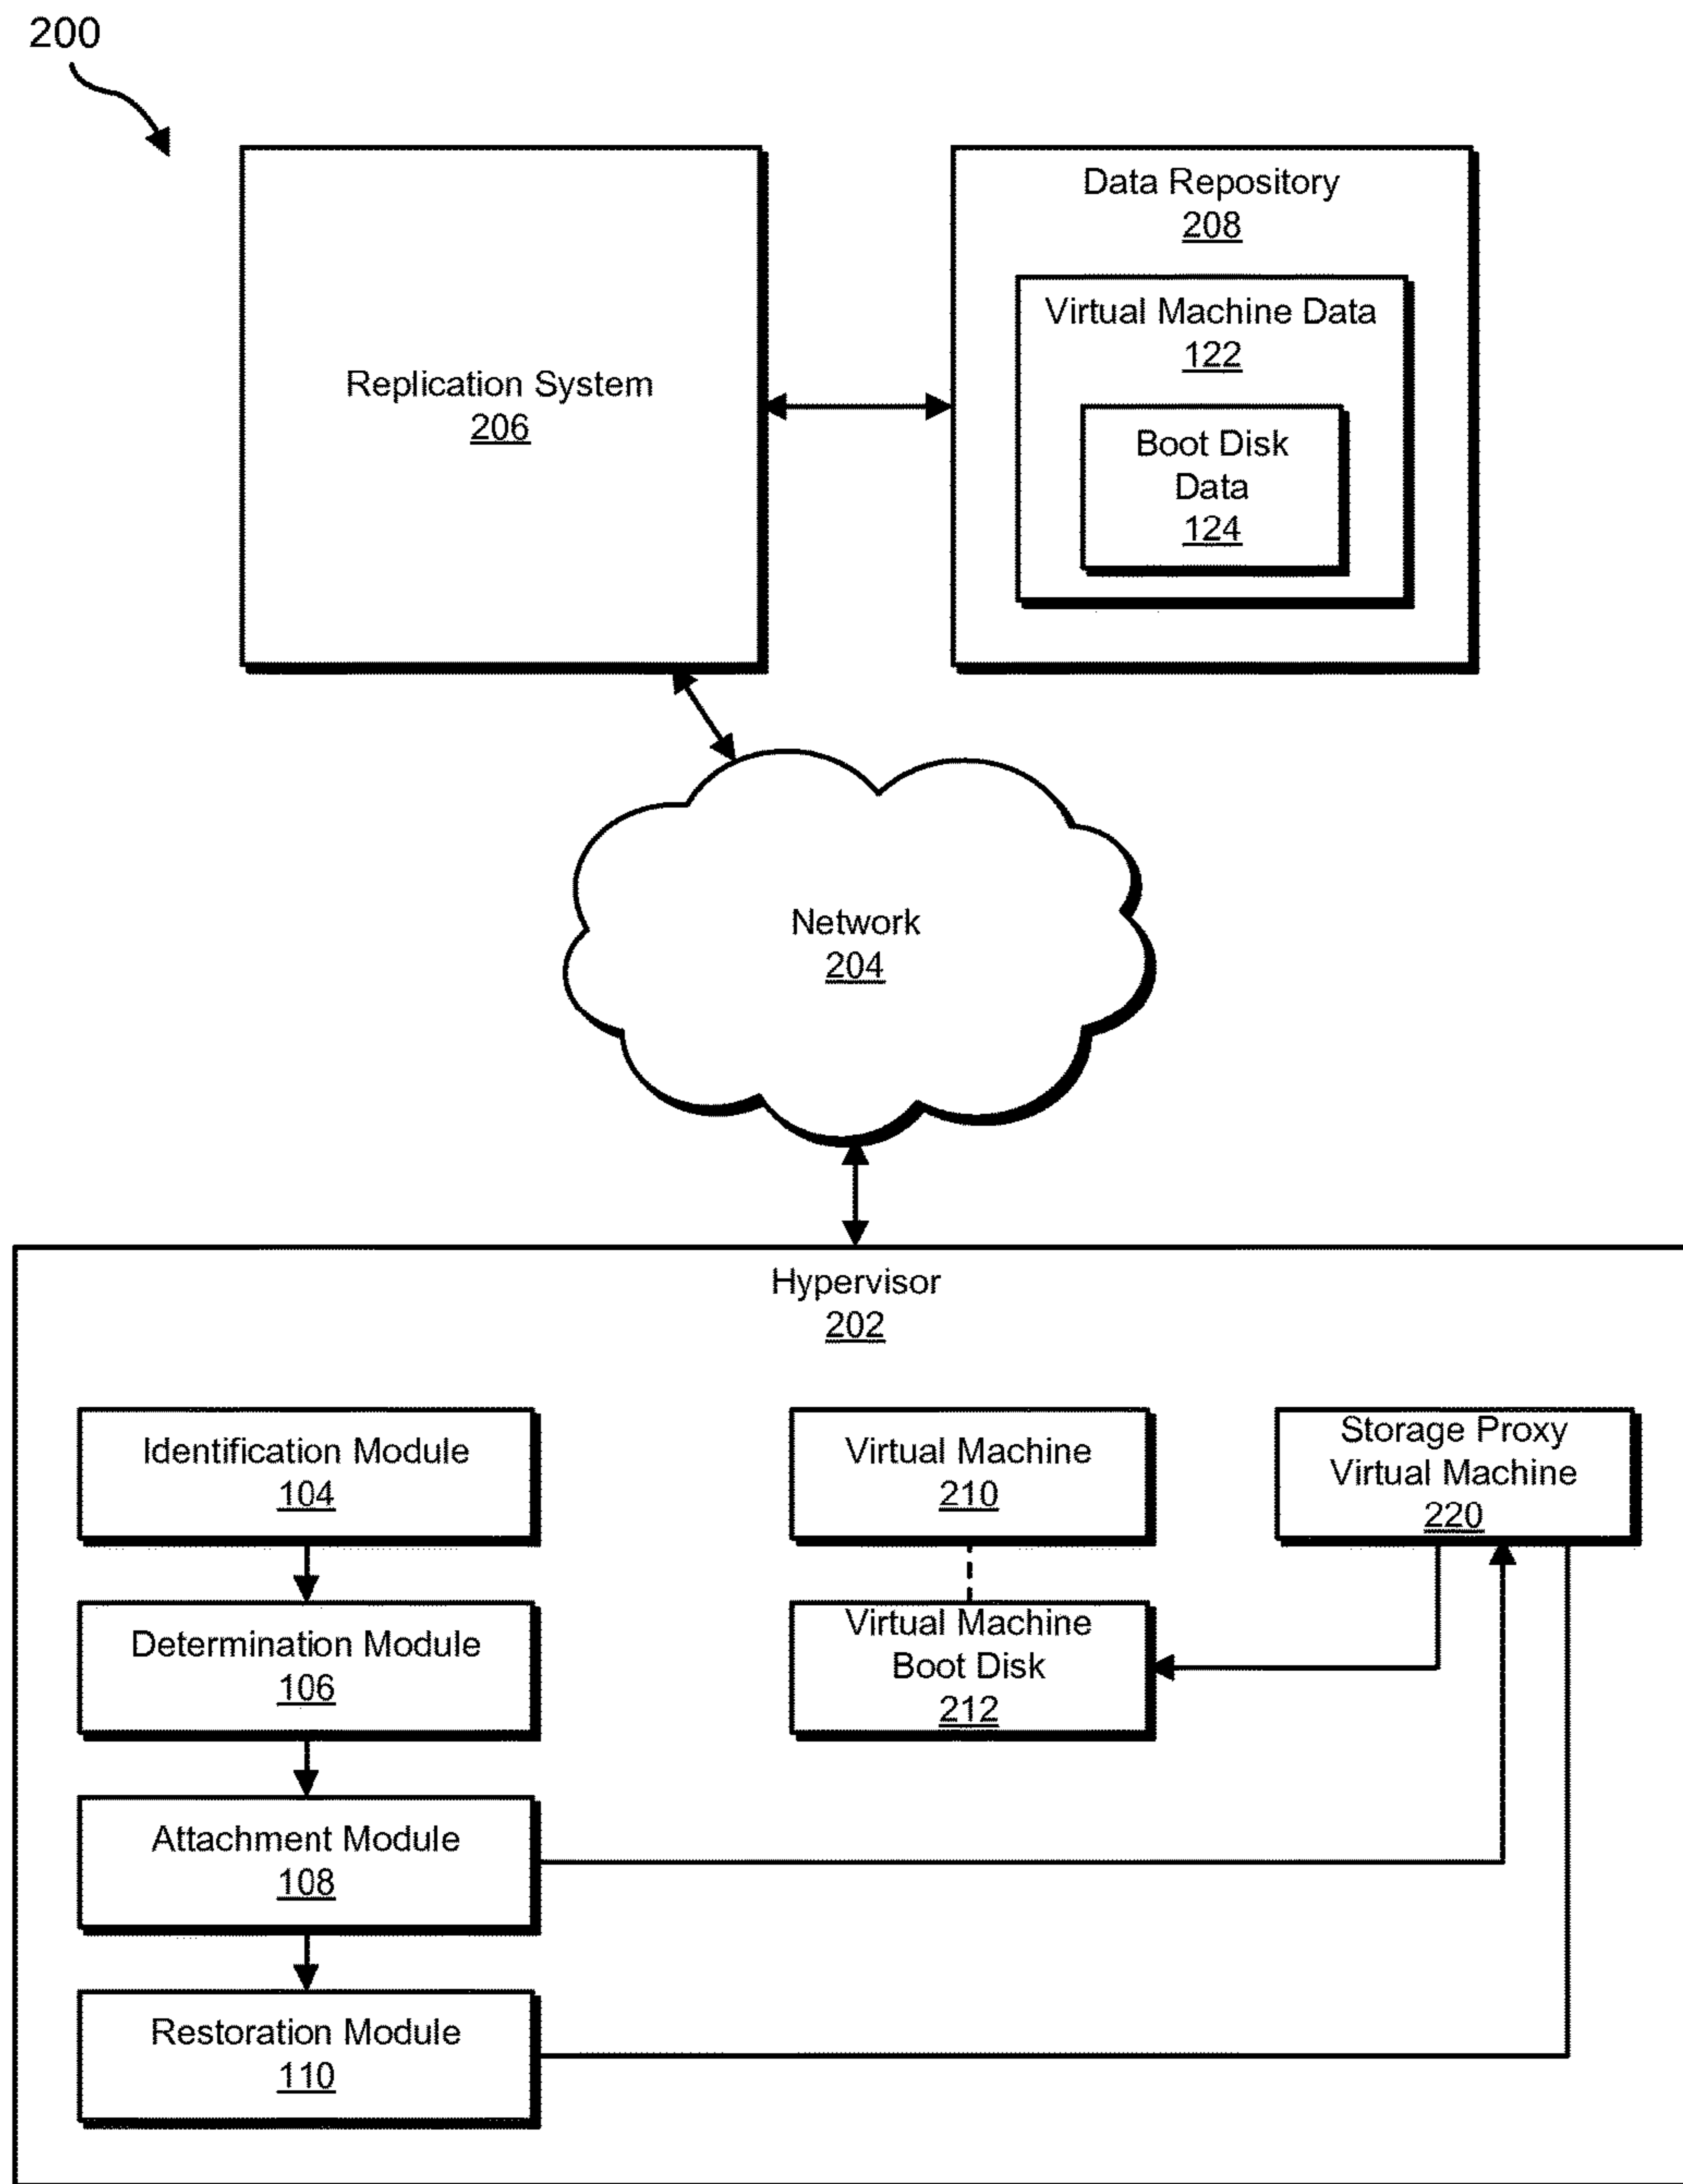 200
Replication System
206
Data Repository
208
Virtual Machine Data
122
Boot Disk
Data
124
Network
204
Hypervisor
202
Identification Module
104
Determination Module
106
Attachment Module
108
Restoration Module
110
Virtual Machine
210
Virtual Machine
Boot Disk
212
Storage Proxy
Virtual Machine
220